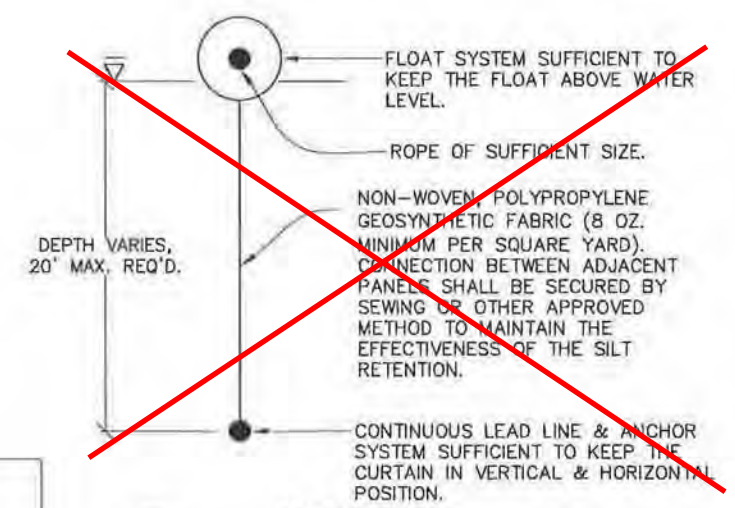 FLOAT SYSTEM SUFFICIENT TO
KEEP THE FLOAT ABOVE WATER
LEVEL.
ROPE OF SUFFICIENT SIZE.
NON-WOVEN, POLYPROPYLENE
GEOSYNTHETIC FABRIC (8 OZ.
MINIMUM PER SQUARE YARD).
CONNECTION BETWEEN ADJACENT
PANELS SHALL BE SECURED BY
SEWING OR OTHER APPROVED
METHOD TO MAINTAIN THE
EFFECTIVENESS OF THE SILT
RETENTION.
DEPTH VARIES,
20' MAX. REQ'D.
CONTINUOUS LEAD LINE & ANCHOR
SYSTEM SUFFICIENT TO KEEP THE
CURTAIN IN VERTICAL & HORIZONTAL
POSITION.